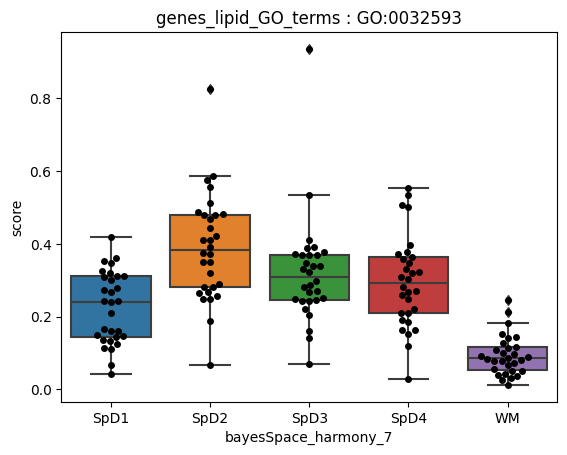 genes_lipid_GO_terms : GO:0032593
score
0.8
0.6
0.4
0.2
0.0
SpD1 SpD2 SpD3 SpD4 WM
bayesSpace_harmony_7